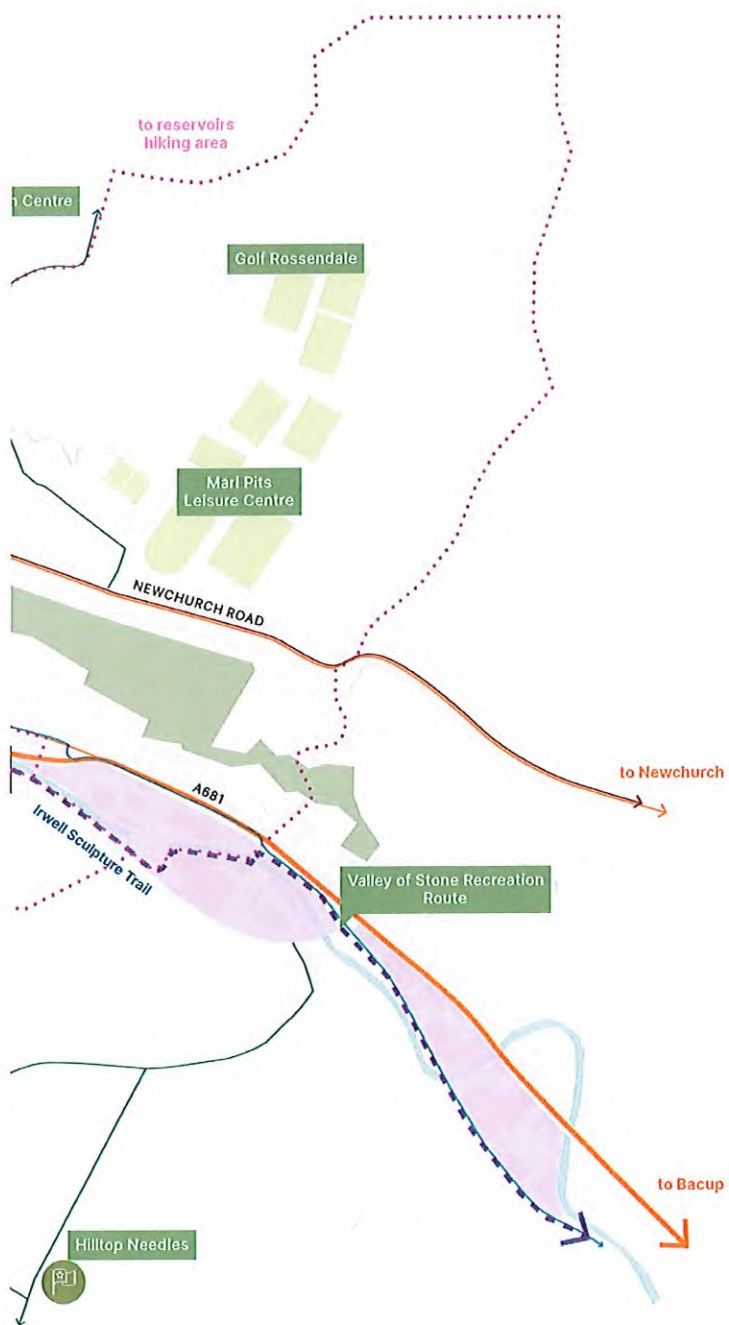 to reservoirs
hiking area
n Centre
Golf Rossendale
Marl Pits
Leisure Centre
NEWCHURCH ROAD
to Newchurch
A681
Irwell Sculpture Trail
Valley of Stone Recreation
Route
to Bacup
Hilltop Needles